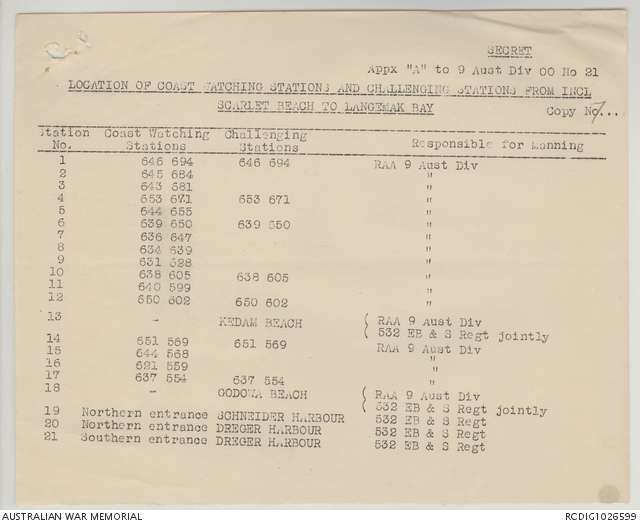 SECRET
Appx "A" to 9 Aust Div OO No 21
LOCATION OF COAST WATCHING STATIONS AND CHALLENGING STATIONS FROM INCL
SCARLET BEACH TO LANGEMAK BAY
Copy No 7...
Station No. Coast Watching Stations Challenging Stations Responsible for Manning
1 646 694 646 694 RAA 9 Aust Div
2 645 684 "
3 643 681 "
4 653 671 653 671 "
5 644 655 "
6 639 650 639 650 "
7 636 647 "
8 634 639 "
9 631 628 "
10 638 605 638 605 "
11 640 599 "
12 650 602 650 602 "
13 - KEDAM BEACH ( RAA 9 Aust Div
( 532 EB & S Regt jointly
14 651 569 651 569 RAA 9 Aust Div
15 644 568 "
16 621 559 "
17 637 554 637 554 "
18 - GODOWA BEACH ( RAA 9 Aust Div
( 532 EB & S Regt jointly
19 Northern entrance SCHNEIDER HARBOUR 532 EB & S Regt
20 Northern entrance DREGER HARBOUR 532 EB & S Regt
21 Southern entrance DREGER HARBOUR 532 EB & S Regt
AUSTRALIAN WAR MEMORIAL
RCDIG1026599